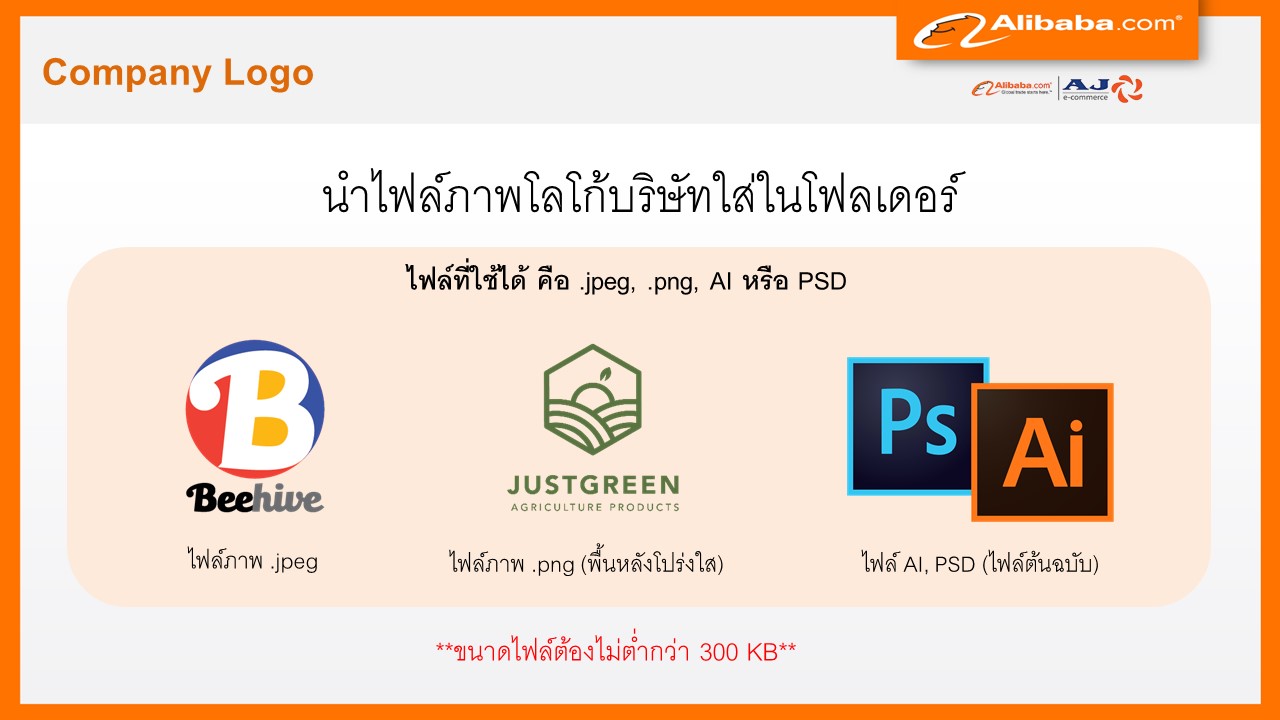 Alibaba.com®
Company Logo
Alibaba.com®
Global trade starts here.™
AJ
e-commerce
นำไฟล์ภาพโลโก้บริษัทใส่ในโฟลเดอร์
ไฟล์ที่ใช้ได้ คือ .jpeg, .png, AI หรือ PSD
B
Beehive
JUSTGREEN
AGRICULTURE PRODUCTS
Ps
Ai
ไฟล์ภาพ .jpeg
ไฟล์ภาพ .png (พื้นหลังโปร่งใส)
ไฟล์ AI, PSD (ไฟล์ต้นฉบับ)
**ขนาดไฟล์ต้องไม่ต่ำกว่า 300 KB**